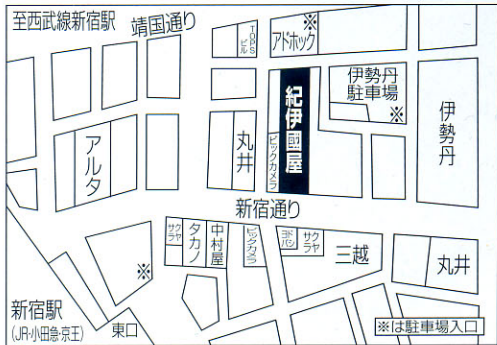 至西武線新宿駅
靖国通り
TOPSビル
※
アドホック
伊勢丹
駐車場
※
伊勢丹
アルタ
丸井
ビックカメラ
紀伊國屋
新宿通り
サクラヤ
タカノ
中村屋
ビックカメラ
ヨドバシ
サクラヤ
三越
丸井
※
新宿駅
(JR・小田急・京王)
東口
※は駐車場入口